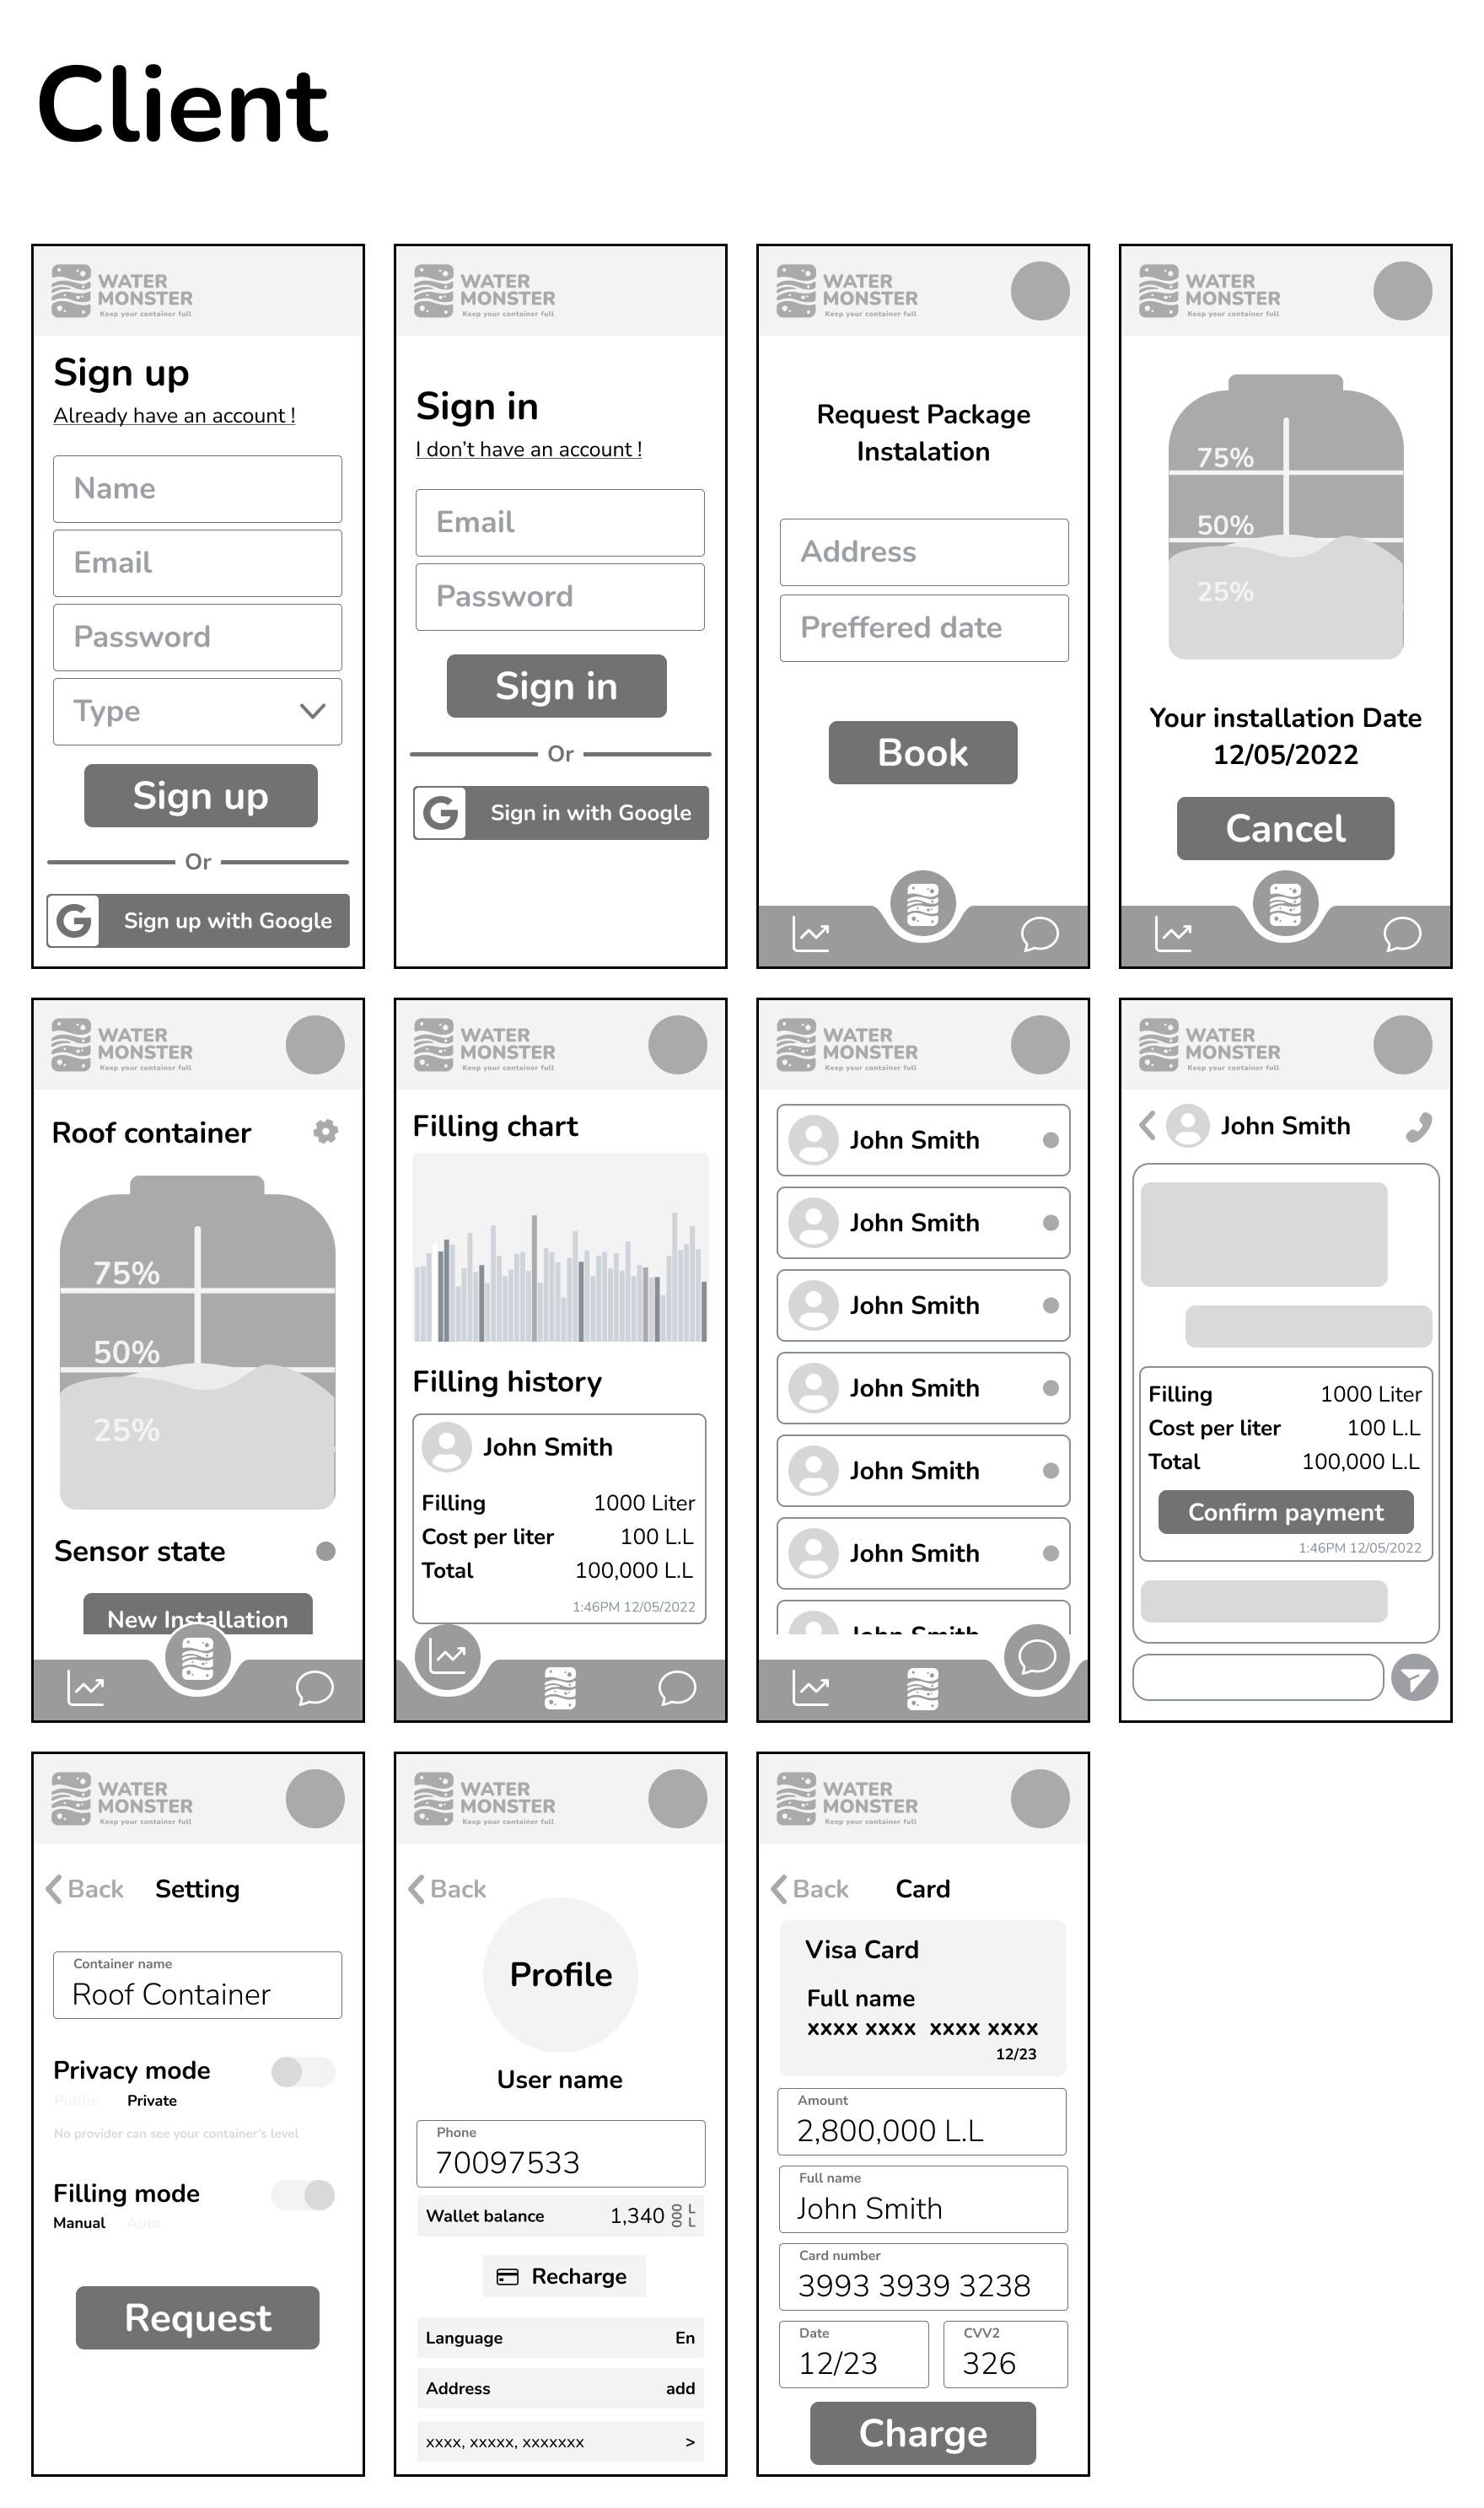 Client
WATER
MONSTER
Keep your container full
Sign up
Already have an account !
Name
Email
Password
Type
Sign up
Or
G
Sign up with Google
WATER
MONSTER
Keep your container full
Sign in
I don't have an account !
Email
Password
Sign in
Or
G
Sign in with Google
WATER
MONSTER
Keep your container full
Request Package
Instalation
Address
Preffered date
Book
WATER
MONSTER
Keep your container full
75%
50%
25%
Your installation Date
12/05/2022
Cancel
WATER
MONSTER
Keep your container full
Roof container
75%
50%
25%
Sensor state
New Installation
WATER
MONSTER
Keep your container full
Filling chart
Filling history
John Smith
Filling 1000 Liter
Cost per liter 100 L.L
Total 100,000 L.L
1:46PM 12/05/2022
WATER
MONSTER
Keep your container full
John Smith
John Smith
John Smith
John Smith
John Smith
John Smith
John Smith
WATER
MONSTER
Keep your container full
John Smith
Filling 1000 Liter
Cost per liter 100 L.L
Total 100,000 L.L
Confirm payment
1:46PM 12/05/2022
WATER
MONSTER
Keep your container full
Back Setting
Container name
Roof Container
Privacy mode
Public Private
No provider can see your container's level
Filling mode
Manual Auto
Request
WATER
MONSTER
Keep your container full
Back
Profile
User name
Phone
70097533
Wallet balance 1,340 000 L L
Recharge
Language En
Address add
xxxx, xxxxx, xxxxxxx >
WATER
MONSTER
Keep your container full
Back Card
Visa Card
Full name
xxxx xxxx xxxx xxxx
12/23
Amount
2,800,000 L.L
Full name
John Smith
Card number
3993 3939 3238
Date
12/23
CVV2
326
Charge